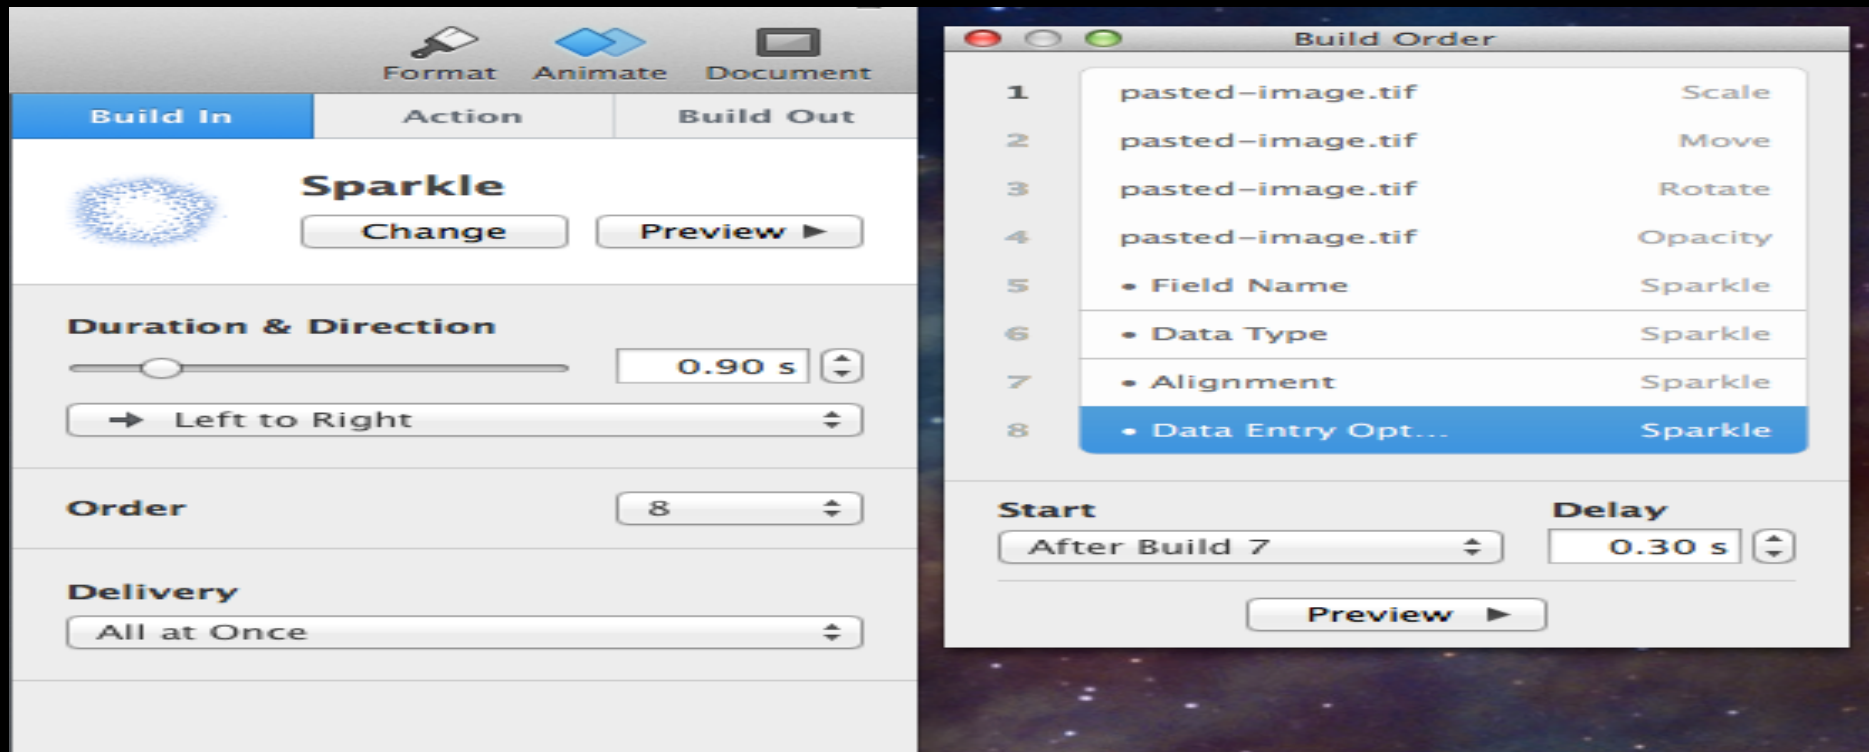 Format Animate Document
Build In Action Build Out
Sparkle
Change Preview
Duration & Direction
0.90 s
Left to Right
Order 8
Delivery
All at Once
Build Order
1 pasted-image.tif Scale
2 pasted-image.tif Move
3 pasted-image.tif Rotate
4 pasted-image.tif Opacity
5 • Field Name Sparkle
6 • Data Type Sparkle
7 • Alignment Sparkle
8 • Data Entry Opt... Sparkle
Start Delay
After Build 7 0.30 s
Preview